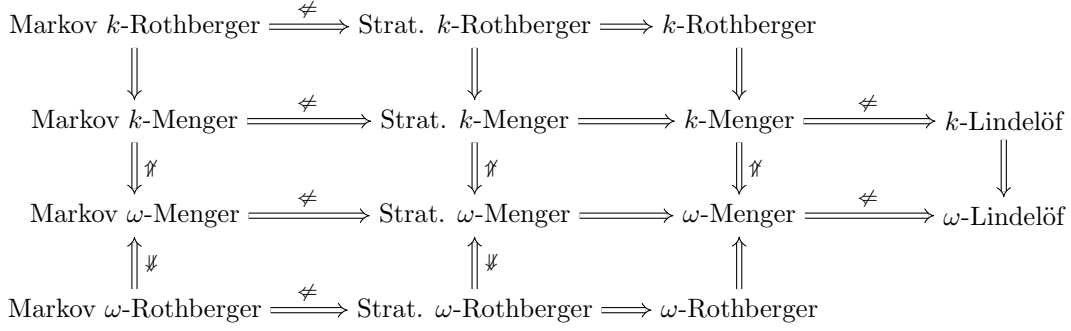 Markov k-Rothberger ⟹ Strat. k-Rothberger ⟹ k-Rothberger
Markov k-Menger ⟹ Strat. k-Menger ⟹ k-Menger ⟹ k-Lindelöf
Markov ω-Menger ⟹ Strat. ω-Menger ⟹ ω-Menger ⟹ ω-Lindelöf
Markov ω-Rothberger ⟹ Strat. ω-Rothberger ⟹ ω-Rothberger